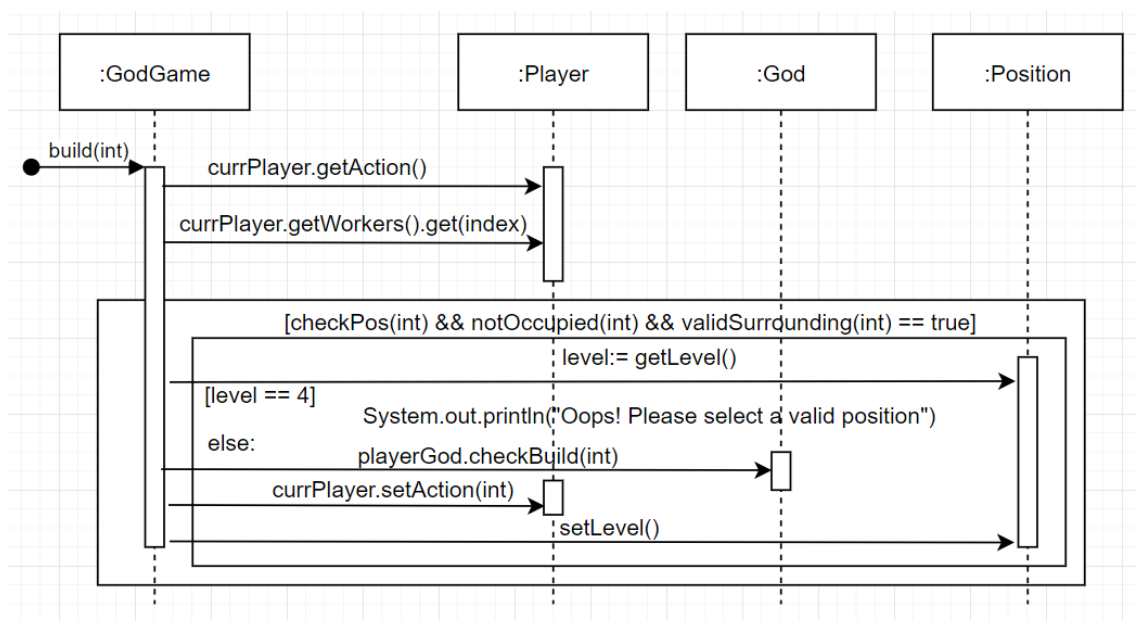 :GodGame
:Player
:God
:Position
build(int)
currPlayer.getAction()
currPlayer.getWorkers().get(index)
[checkPos(int) && notOccupied(int) && validSurrounding(int) == true]
level:= getLevel()
[level == 4]
System.out.println("Oops! Please select a valid position")
else:
playerGod.checkBuild(int)
currPlayer.setAction(int)
setLevel()